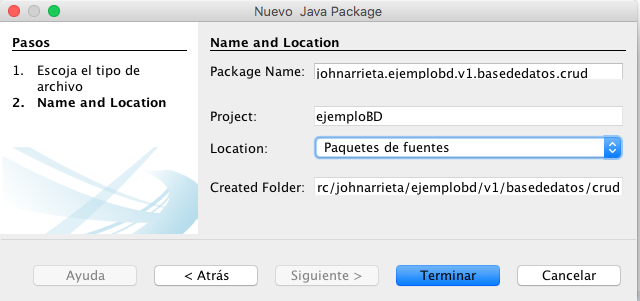 Nuevo Java Package
Pasos
1. Escoja el tipo de
archivo
2. Name and Location
Name and Location
Package Name: johnarrieta.ejemplobd.v1.basededatos.crud
Project: ejemploBD
Location: Paquetes de fuentes
Created Folder: rc/johnarrieta/ejemplobd/v1/basededatos/crud
Ayuda
< Atrás
Siguiente >
Terminar
Cancelar